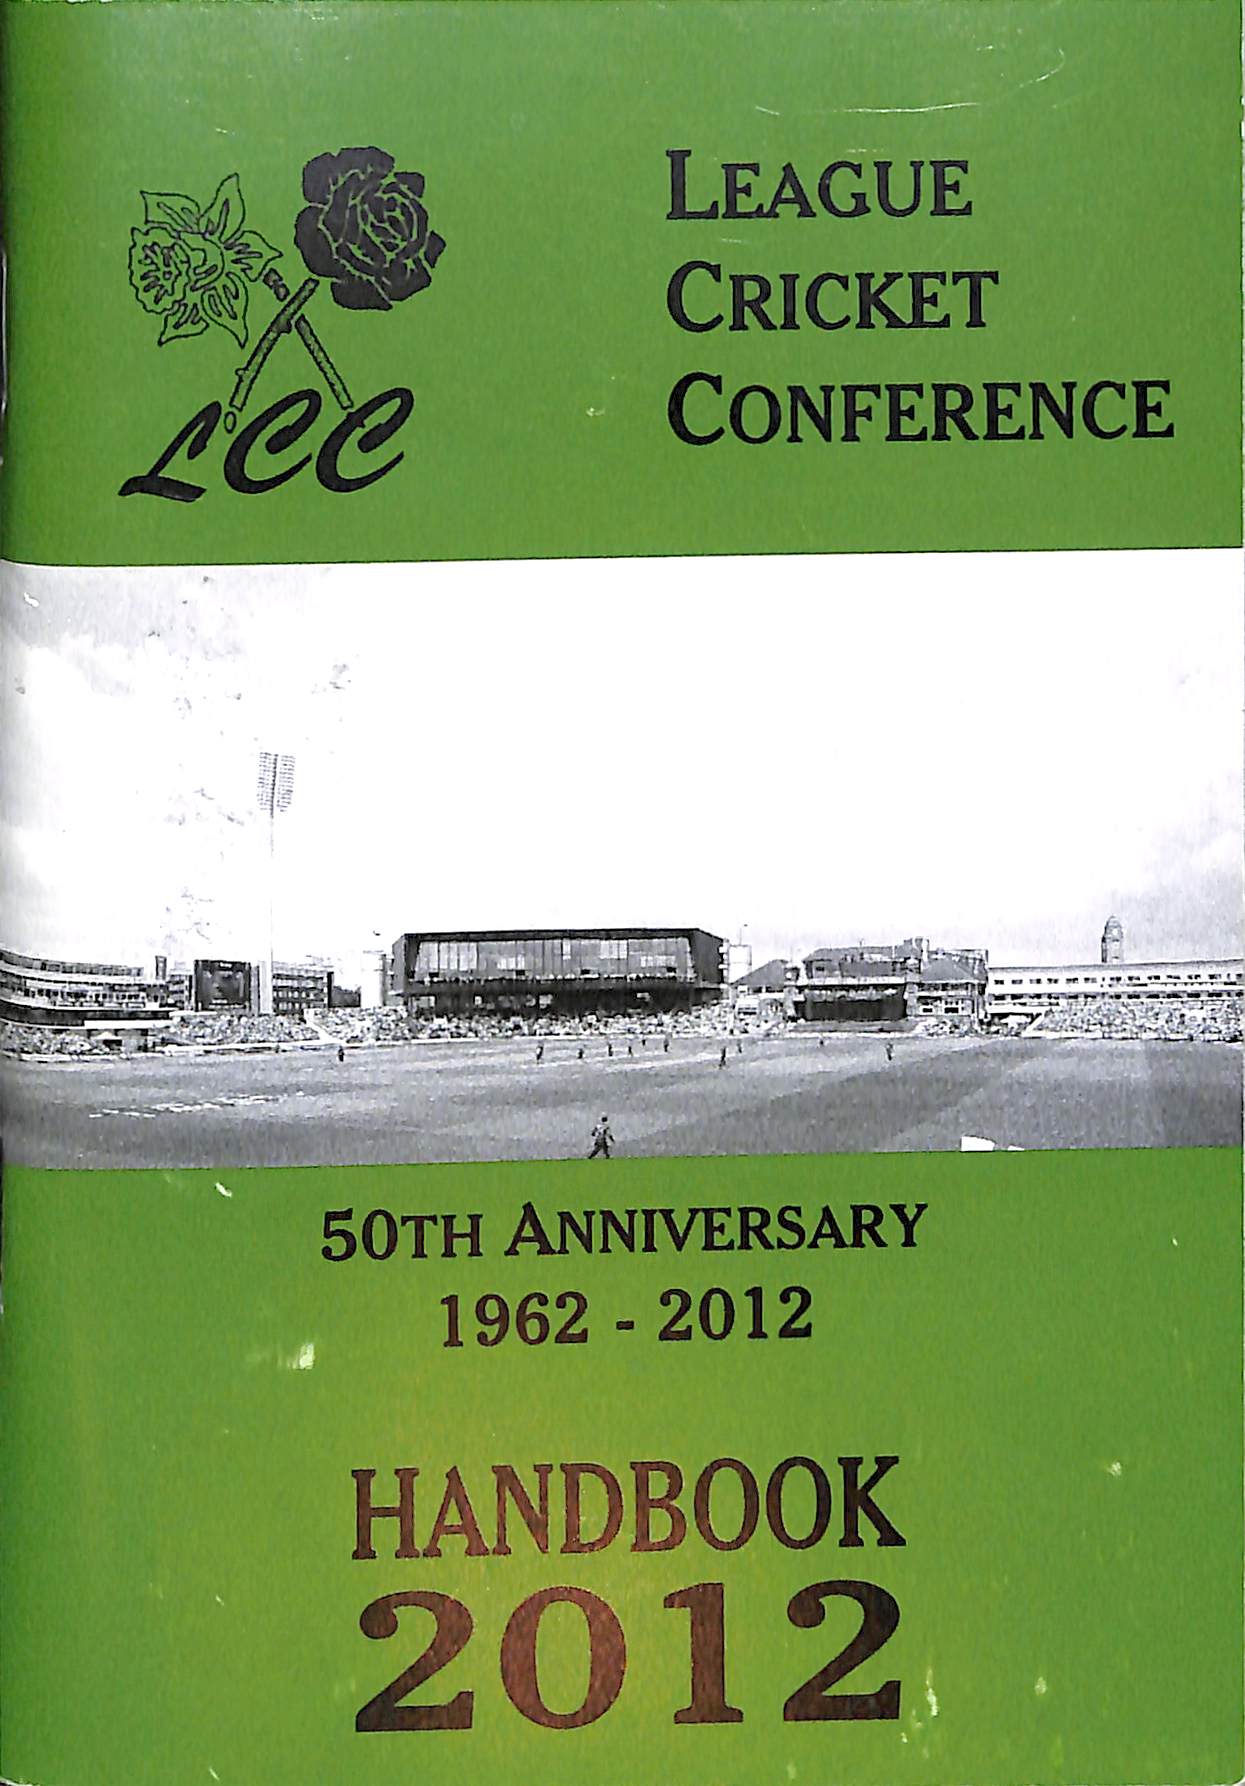 LEAGUE
CRICKET
CONFERENCE
LCC
50TH ANNIVERSARY
1962 - 2012
HANDBOOK
2012